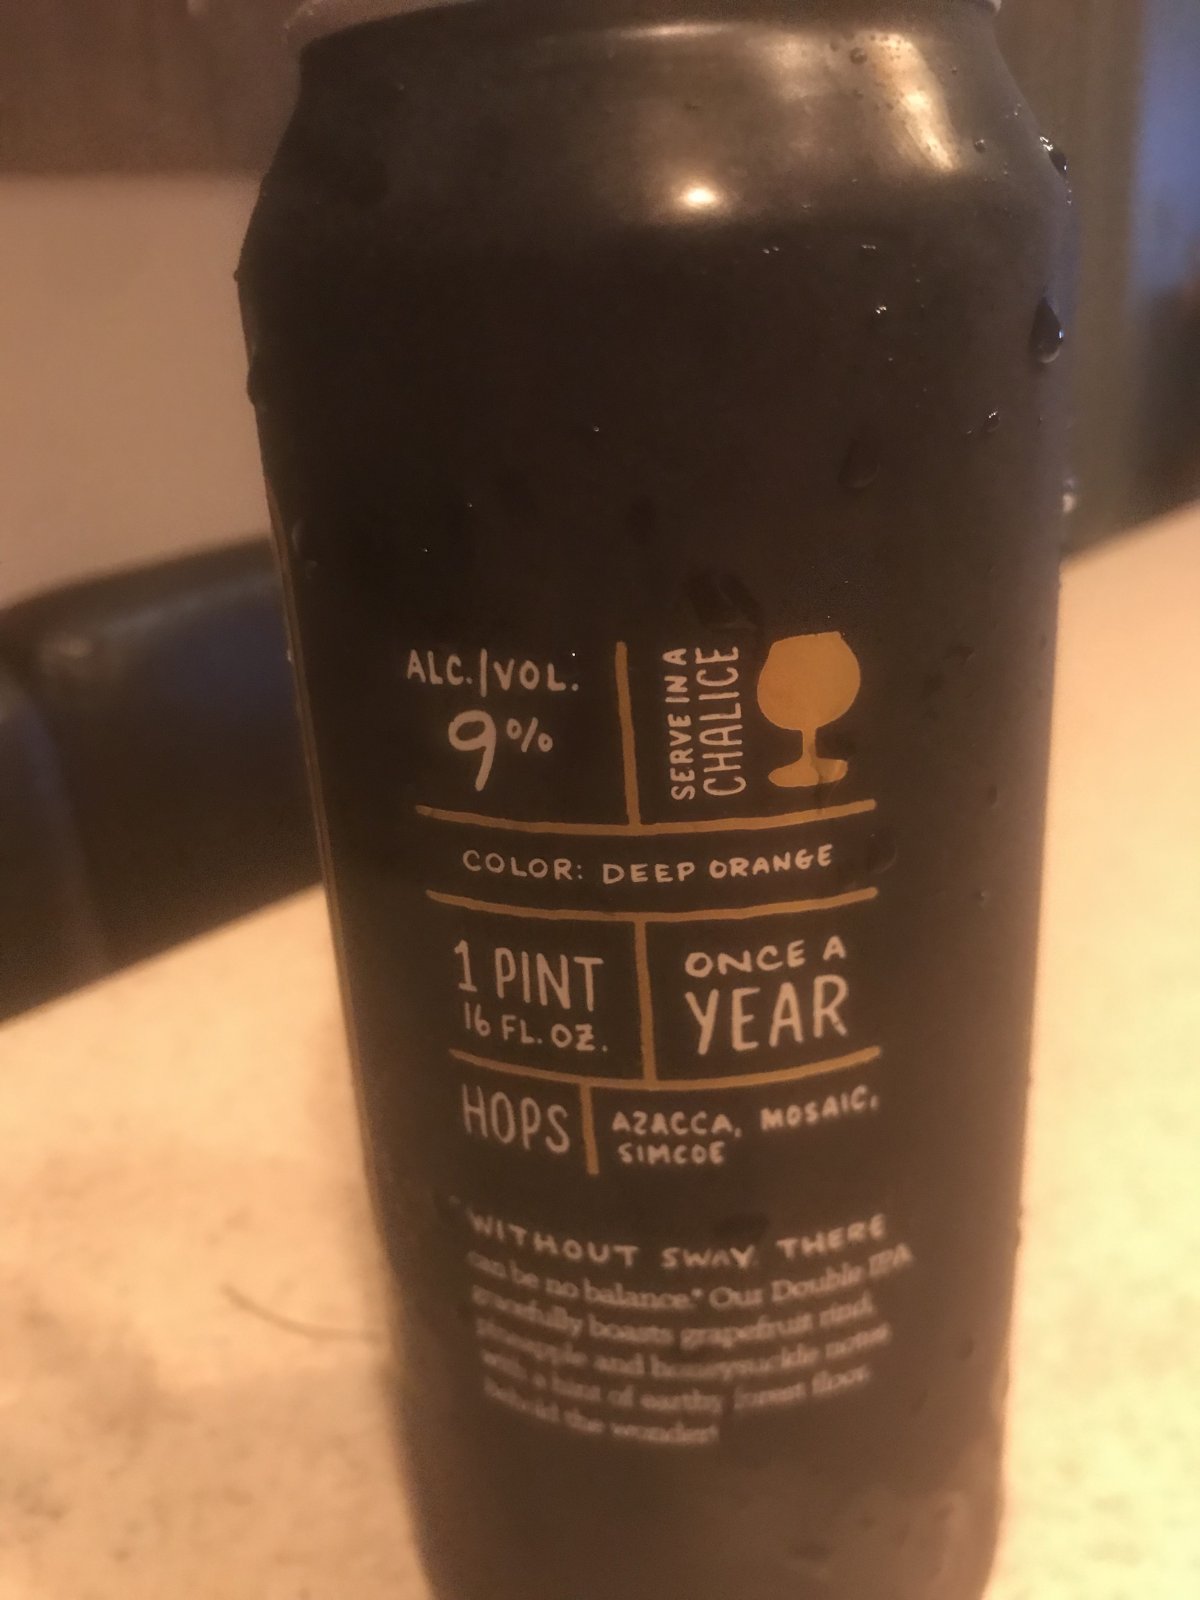 ALC./VOL.
9%
SERVE IN A
CHALICE
COLOR: DEEP ORANGE
1 PINT
16 FL. OZ.
ONCE A
YEAR
HOPS
AZACCA, MOSAIC,
SIMCOE
"WITHOUT SWAY, THERE
can be no balance." Our Double IPA
gracefully boasts grapefruit rind,
pineapple and honeysuckle notes
with a hint of earthy forest floor.
Behold the wonder!